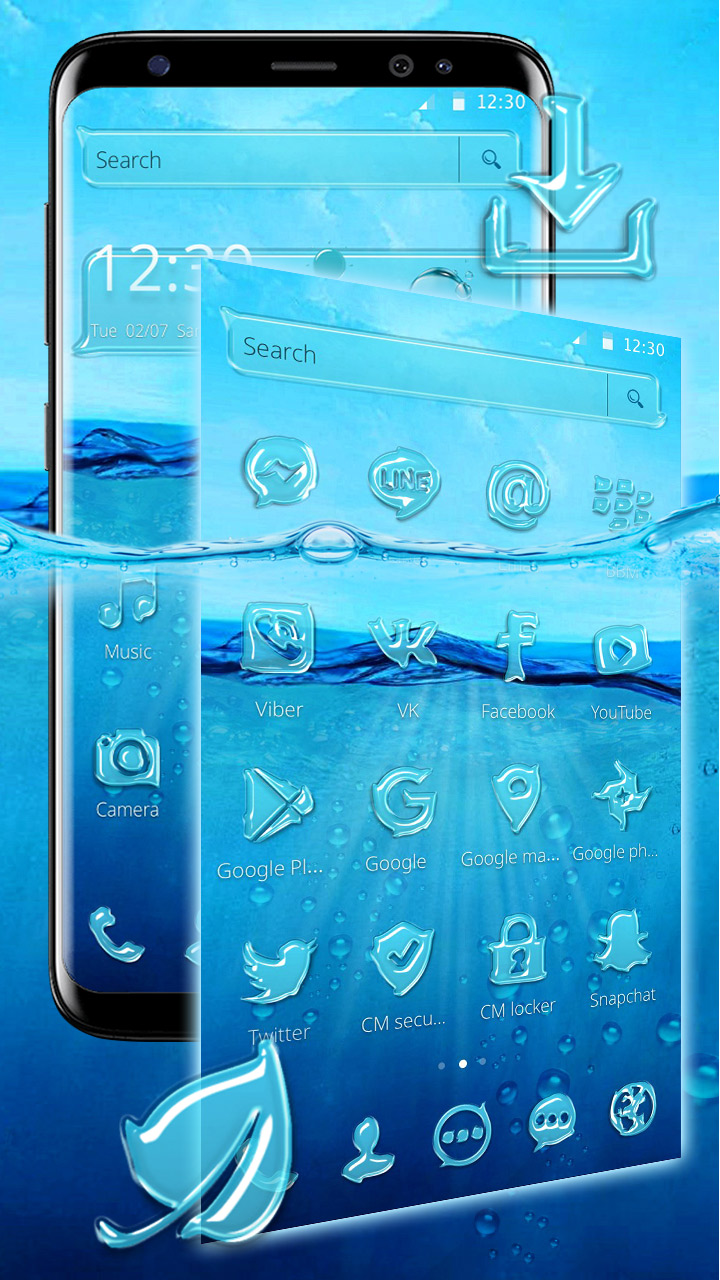 12:30
Search
12:30
Tue 02/07
Music
Camera
12:30
Search
LINE
Viber
VK
Facebook
YouTube
Google Pl...
Google
Google ma...
Google ph...
Twitter
CM secu...
CM locker
Snapchat